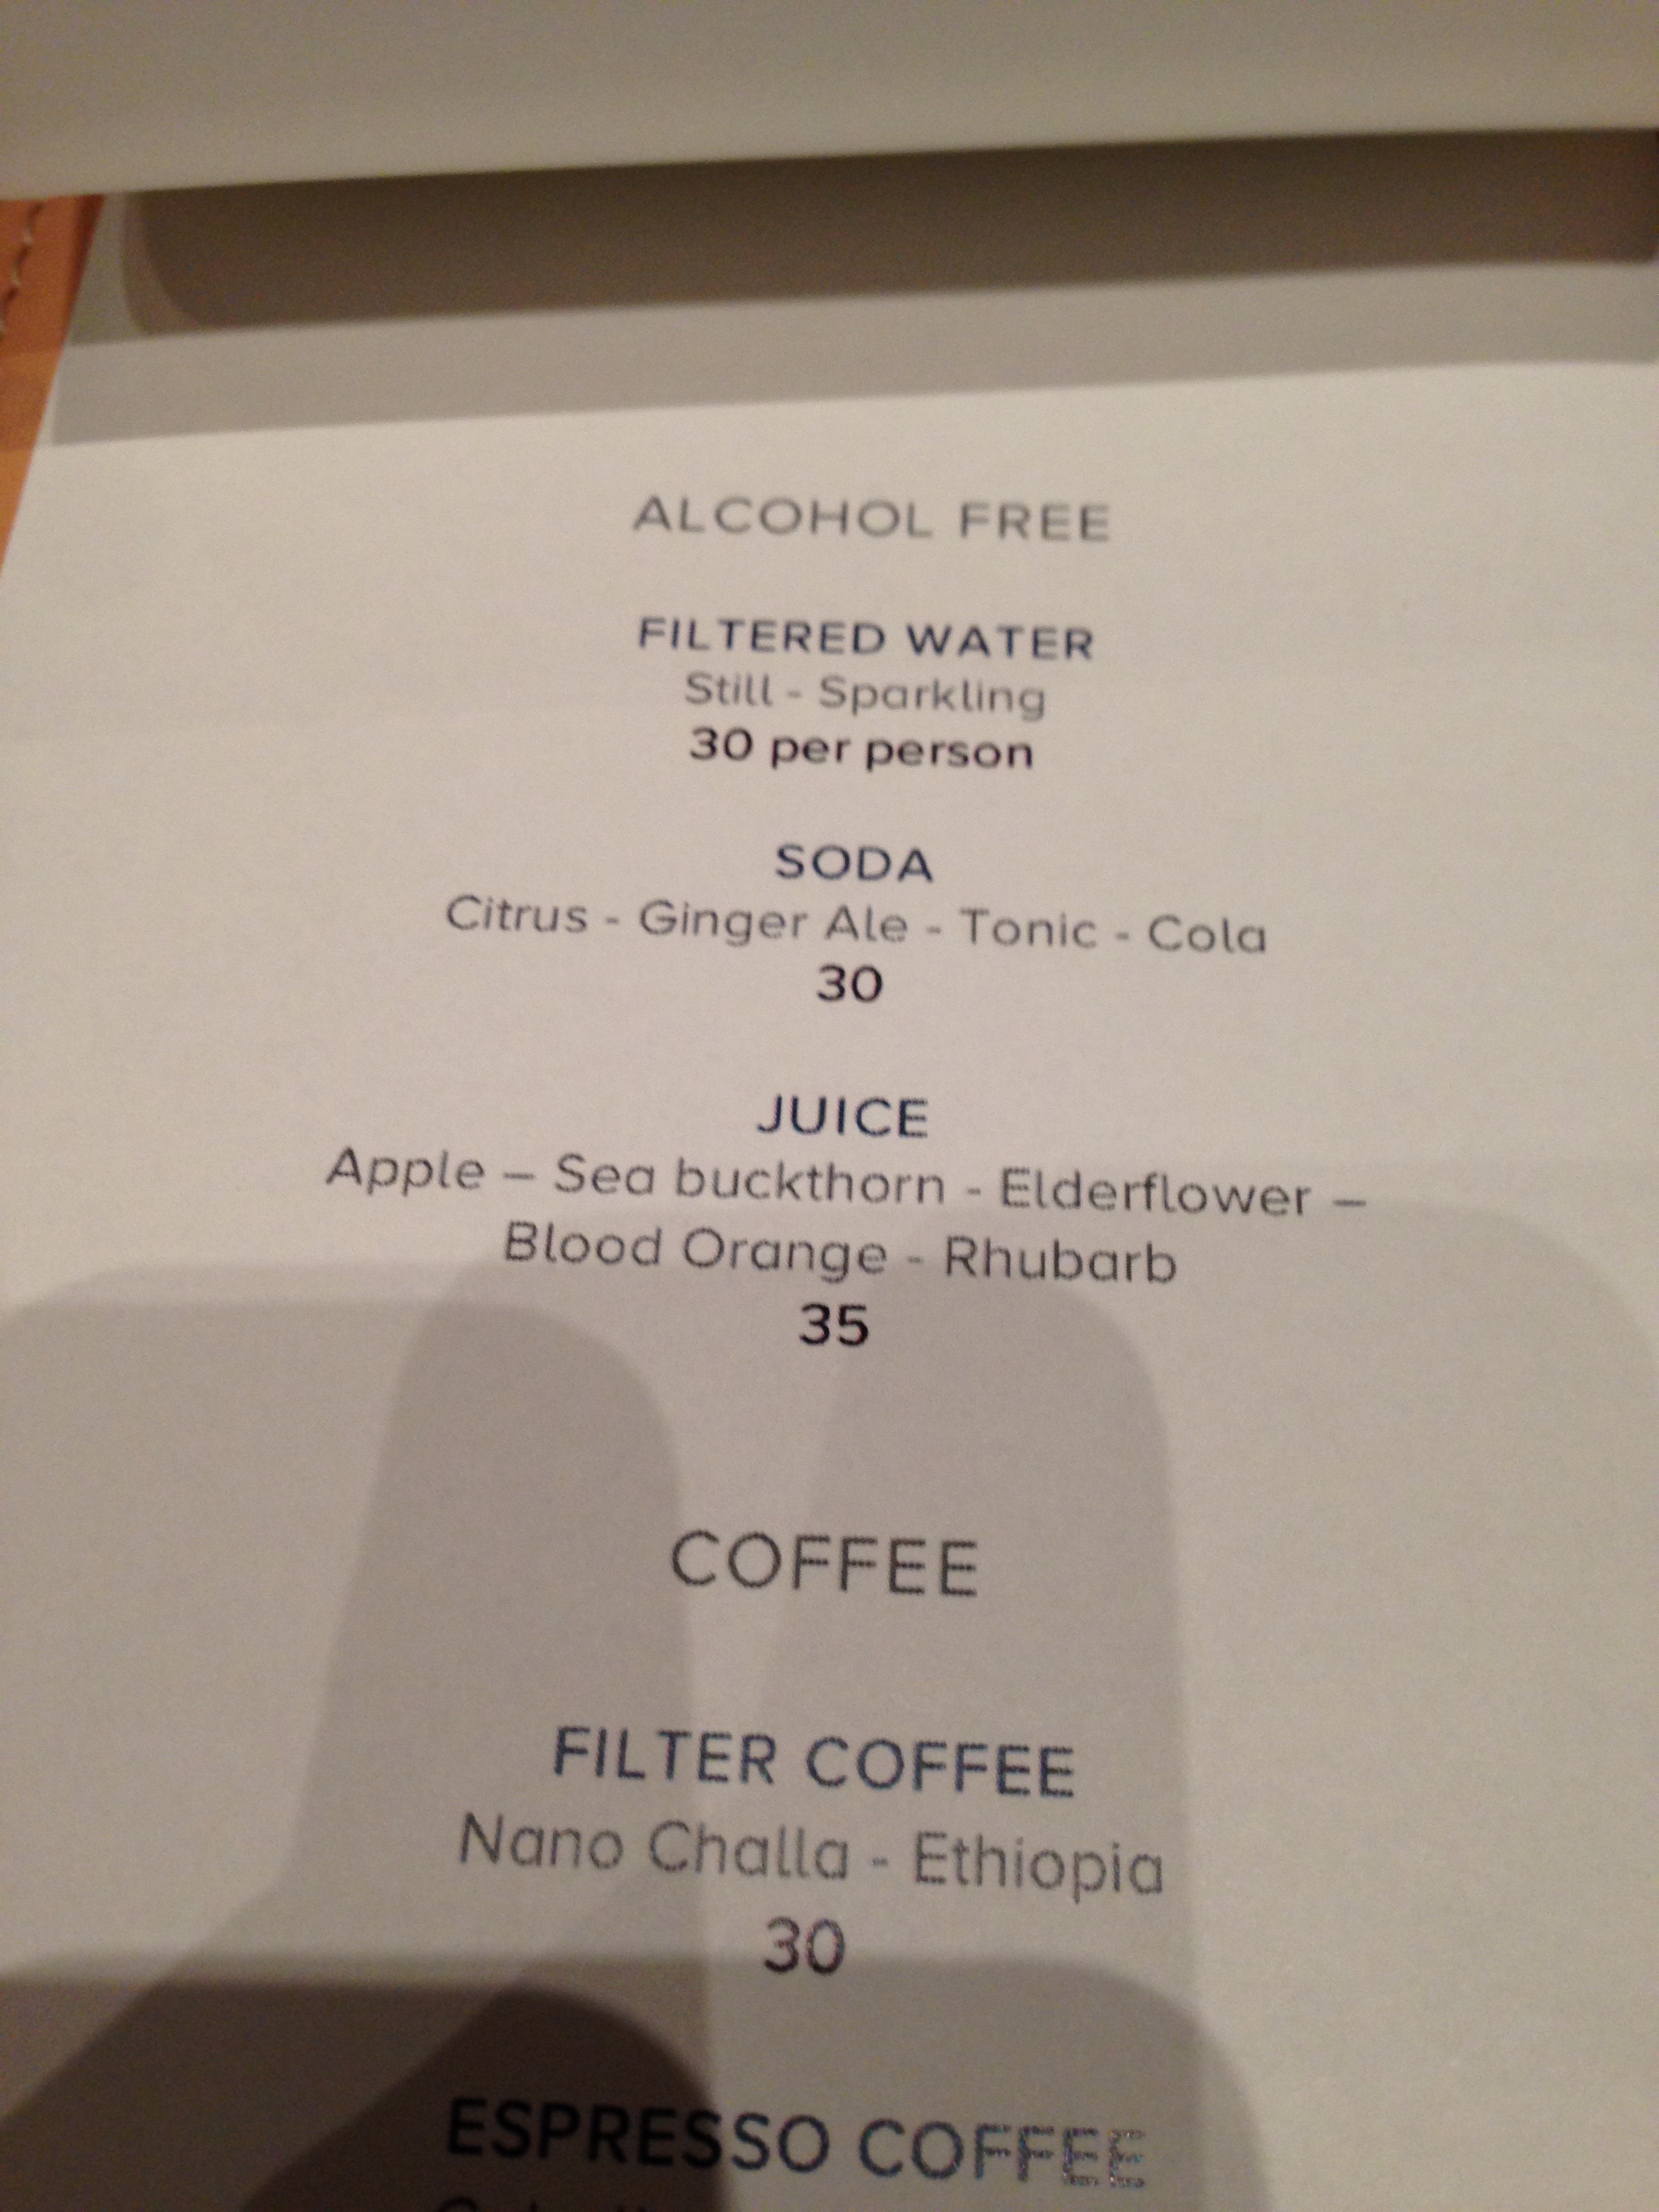 ALCOHOL FREE
FILTERED WATER
Still - Sparkling
30 per person
SODA
Citrus - Ginger Ale - Tonic - Cola
30
JUICE
Apple – Sea buckthorn - Elderflower –
Blood Orange - Rhubarb
35
COFFEE
FILTER COFFEE
Nano Challa - Ethiopia
30
ESPRESSO COFFEE